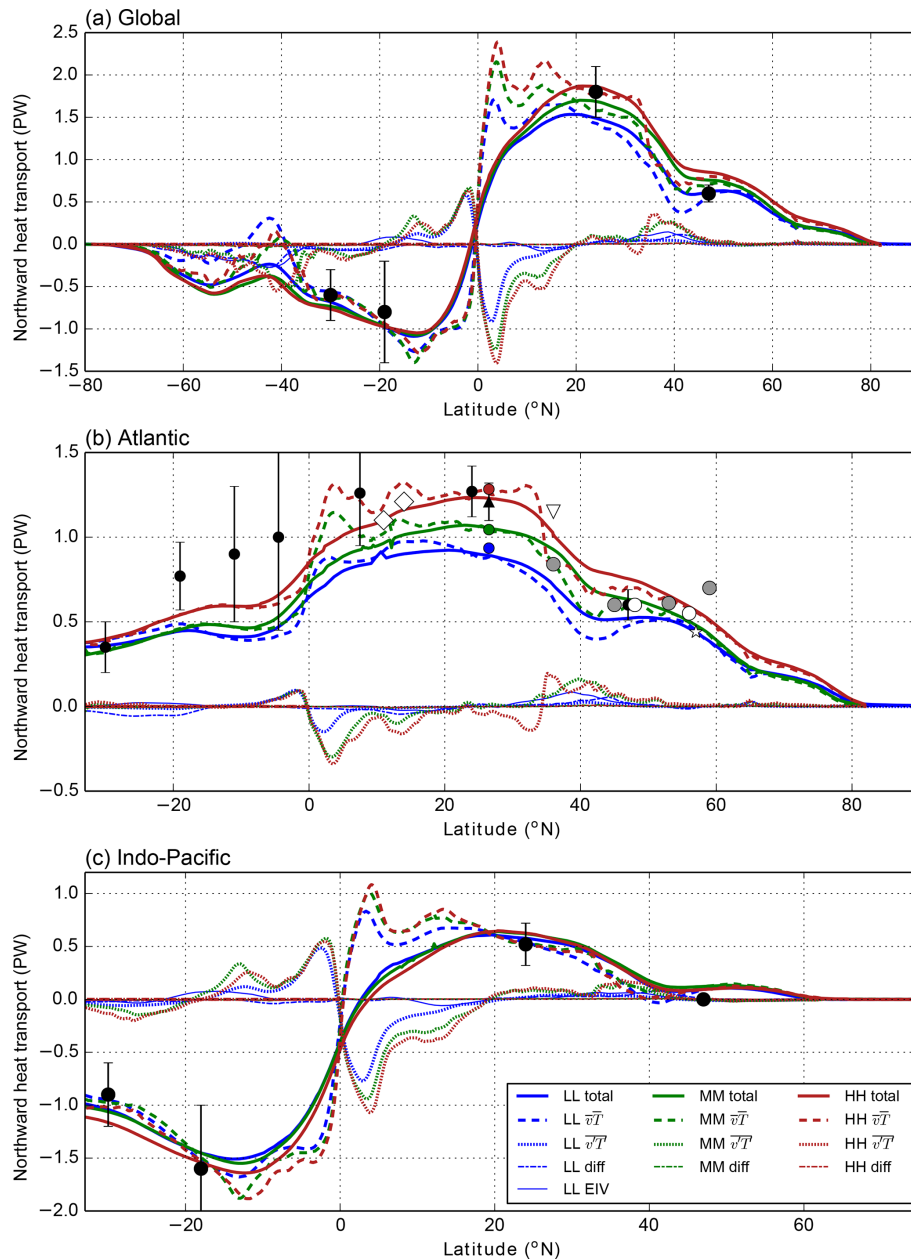 (a) Global
Northward heat transport (PW)
2.5
2.0
1.5
1.0
0.5
0.0
−0.5
−1.0
−1.5
−80 −60 −40 −20 0 20 40 60 80
Latitude (°N)
(b) Atlantic
Northward heat transport (PW)
1.5
1.0
0.5
0.0
−0.5
−20 0 20 40 60 80
Latitude (°N)
(c) Indo-Pacific
Northward heat transport (PW)
1.0
0.5
0.0
−0.5
−1.0
−1.5
−2.0
−20 0 20 40 60
Latitude (°N)
LL total MM total HH total
LL v̅T̅ MM v̅T̅ HH v̅T̅
LL v̅'̅T̅'̅ MM v̅'̅T̅'̅ HH v̅'̅T̅'̅
LL diff MM diff HH diff
LL EIV